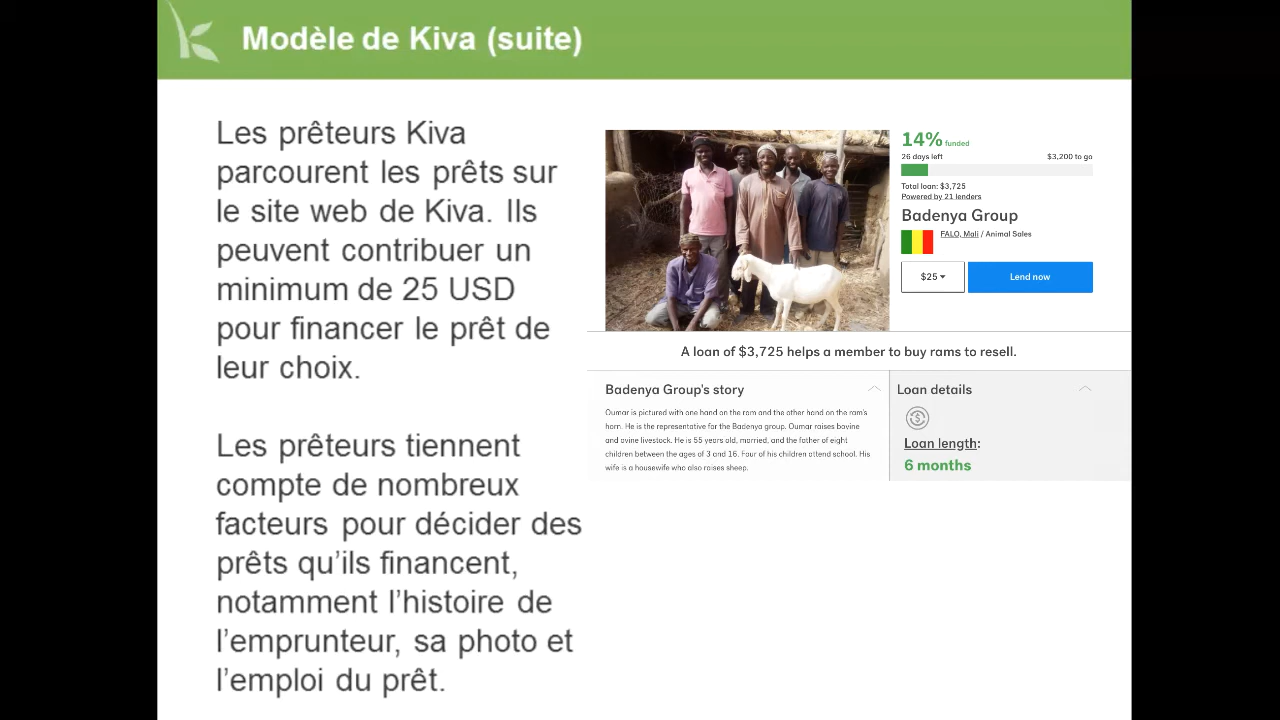 Modèle de Kiva (suite)
Les prêteurs Kiva
parcourent les prêts sur
le site web de Kiva. Ils
peuvent contribuer un
minimum de 25 USD
pour financer le prêt de
leur choix.
Les prêteurs tiennent
compte de nombreux
facteurs pour décider des
prêts qu’ils financent,
notamment l’histoire de
l’emprunteur, sa photo et
l’emploi du prêt.
14% funded
26 days left $3,200 to go
Total loan: $3,725
Powered by 21 lenders
Badenya Group
FALO, Mali / Animal Sales
$25 Lend now
A loan of $3,725 helps a member to buy rams to resell.
Badenya Group's story
Oumar is pictured with one hand on the ram and the other hand on the ram's
horn. He is the representative for the Badenya group. Oumar raises bovine
and ovine livestock. He is 55 years old, married, and the father of eight
children between the ages of 3 and 16. Four of his children attend school. His
wife is a housewife who also raises sheep.
Loan details
Loan length:
6 months